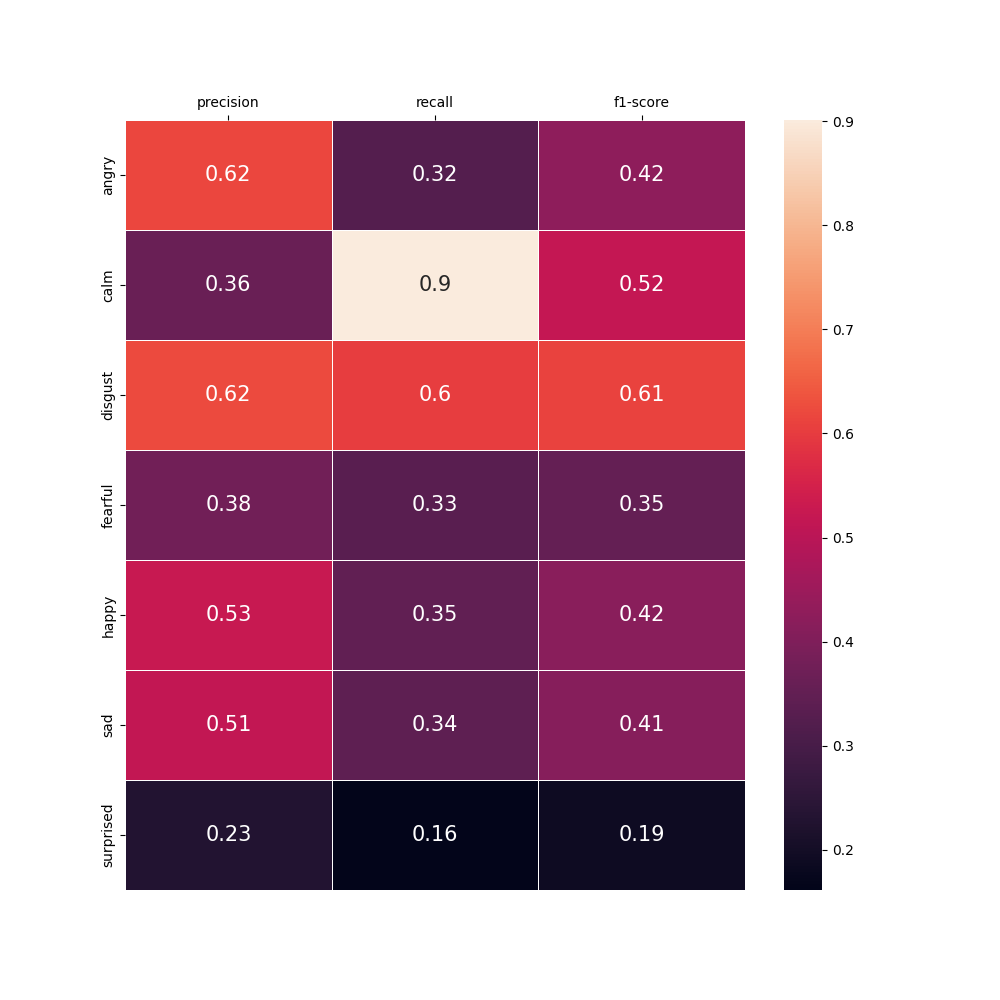 precision recall f1-score
angry 0.62 0.32 0.42
calm 0.36 0.9 0.52
disgust 0.62 0.6 0.61
fearful 0.38 0.33 0.35
happy 0.53 0.35 0.42
sad 0.51 0.34 0.41
surprised 0.23 0.16 0.19
0.9
0.8
0.7
0.6
0.5
0.4
0.3
0.2